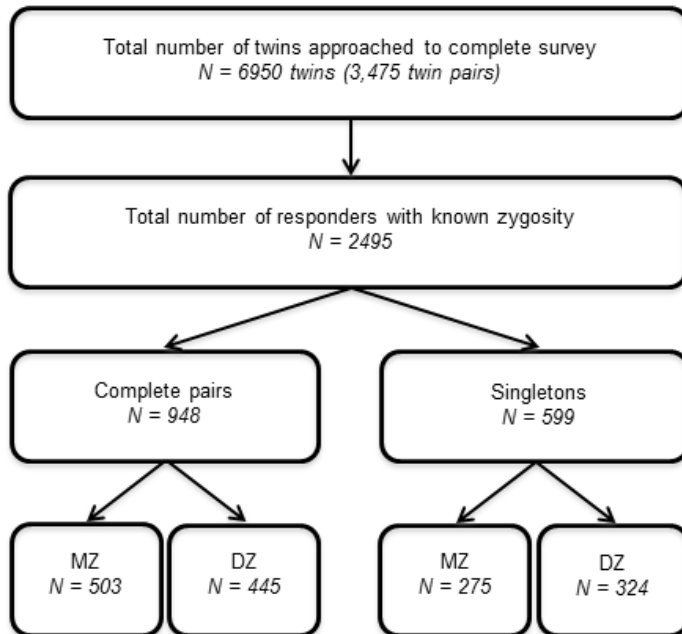 Total number of twins approached to complete survey
N = 6950 twins (3,475 twin pairs)
Total number of responders with known zygosity
N = 2495
Complete pairs
N = 948
Singletons
N = 599
MZ
N = 503
DZ
N = 445
MZ
N = 275
DZ
N = 324